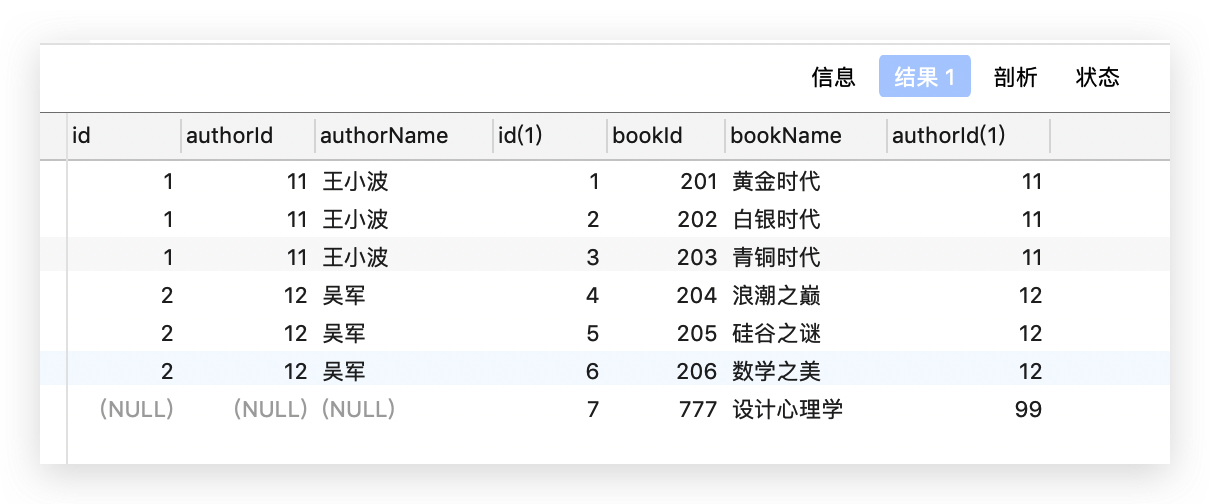 信息 结果 1 剖析 状态
id authorId authorName id(1) bookId bookName authorId(1)
1 11 王小波 1 201 黄金时代 11
1 11 王小波 2 202 白银时代 11
1 11 王小波 3 203 青铜时代 11
2 12 吴军 4 204 浪潮之巅 12
2 12 吴军 5 205 硅谷之谜 12
2 12 吴军 6 206 数学之美 12
(NULL) (NULL) (NULL) 7 777 设计心理学 99